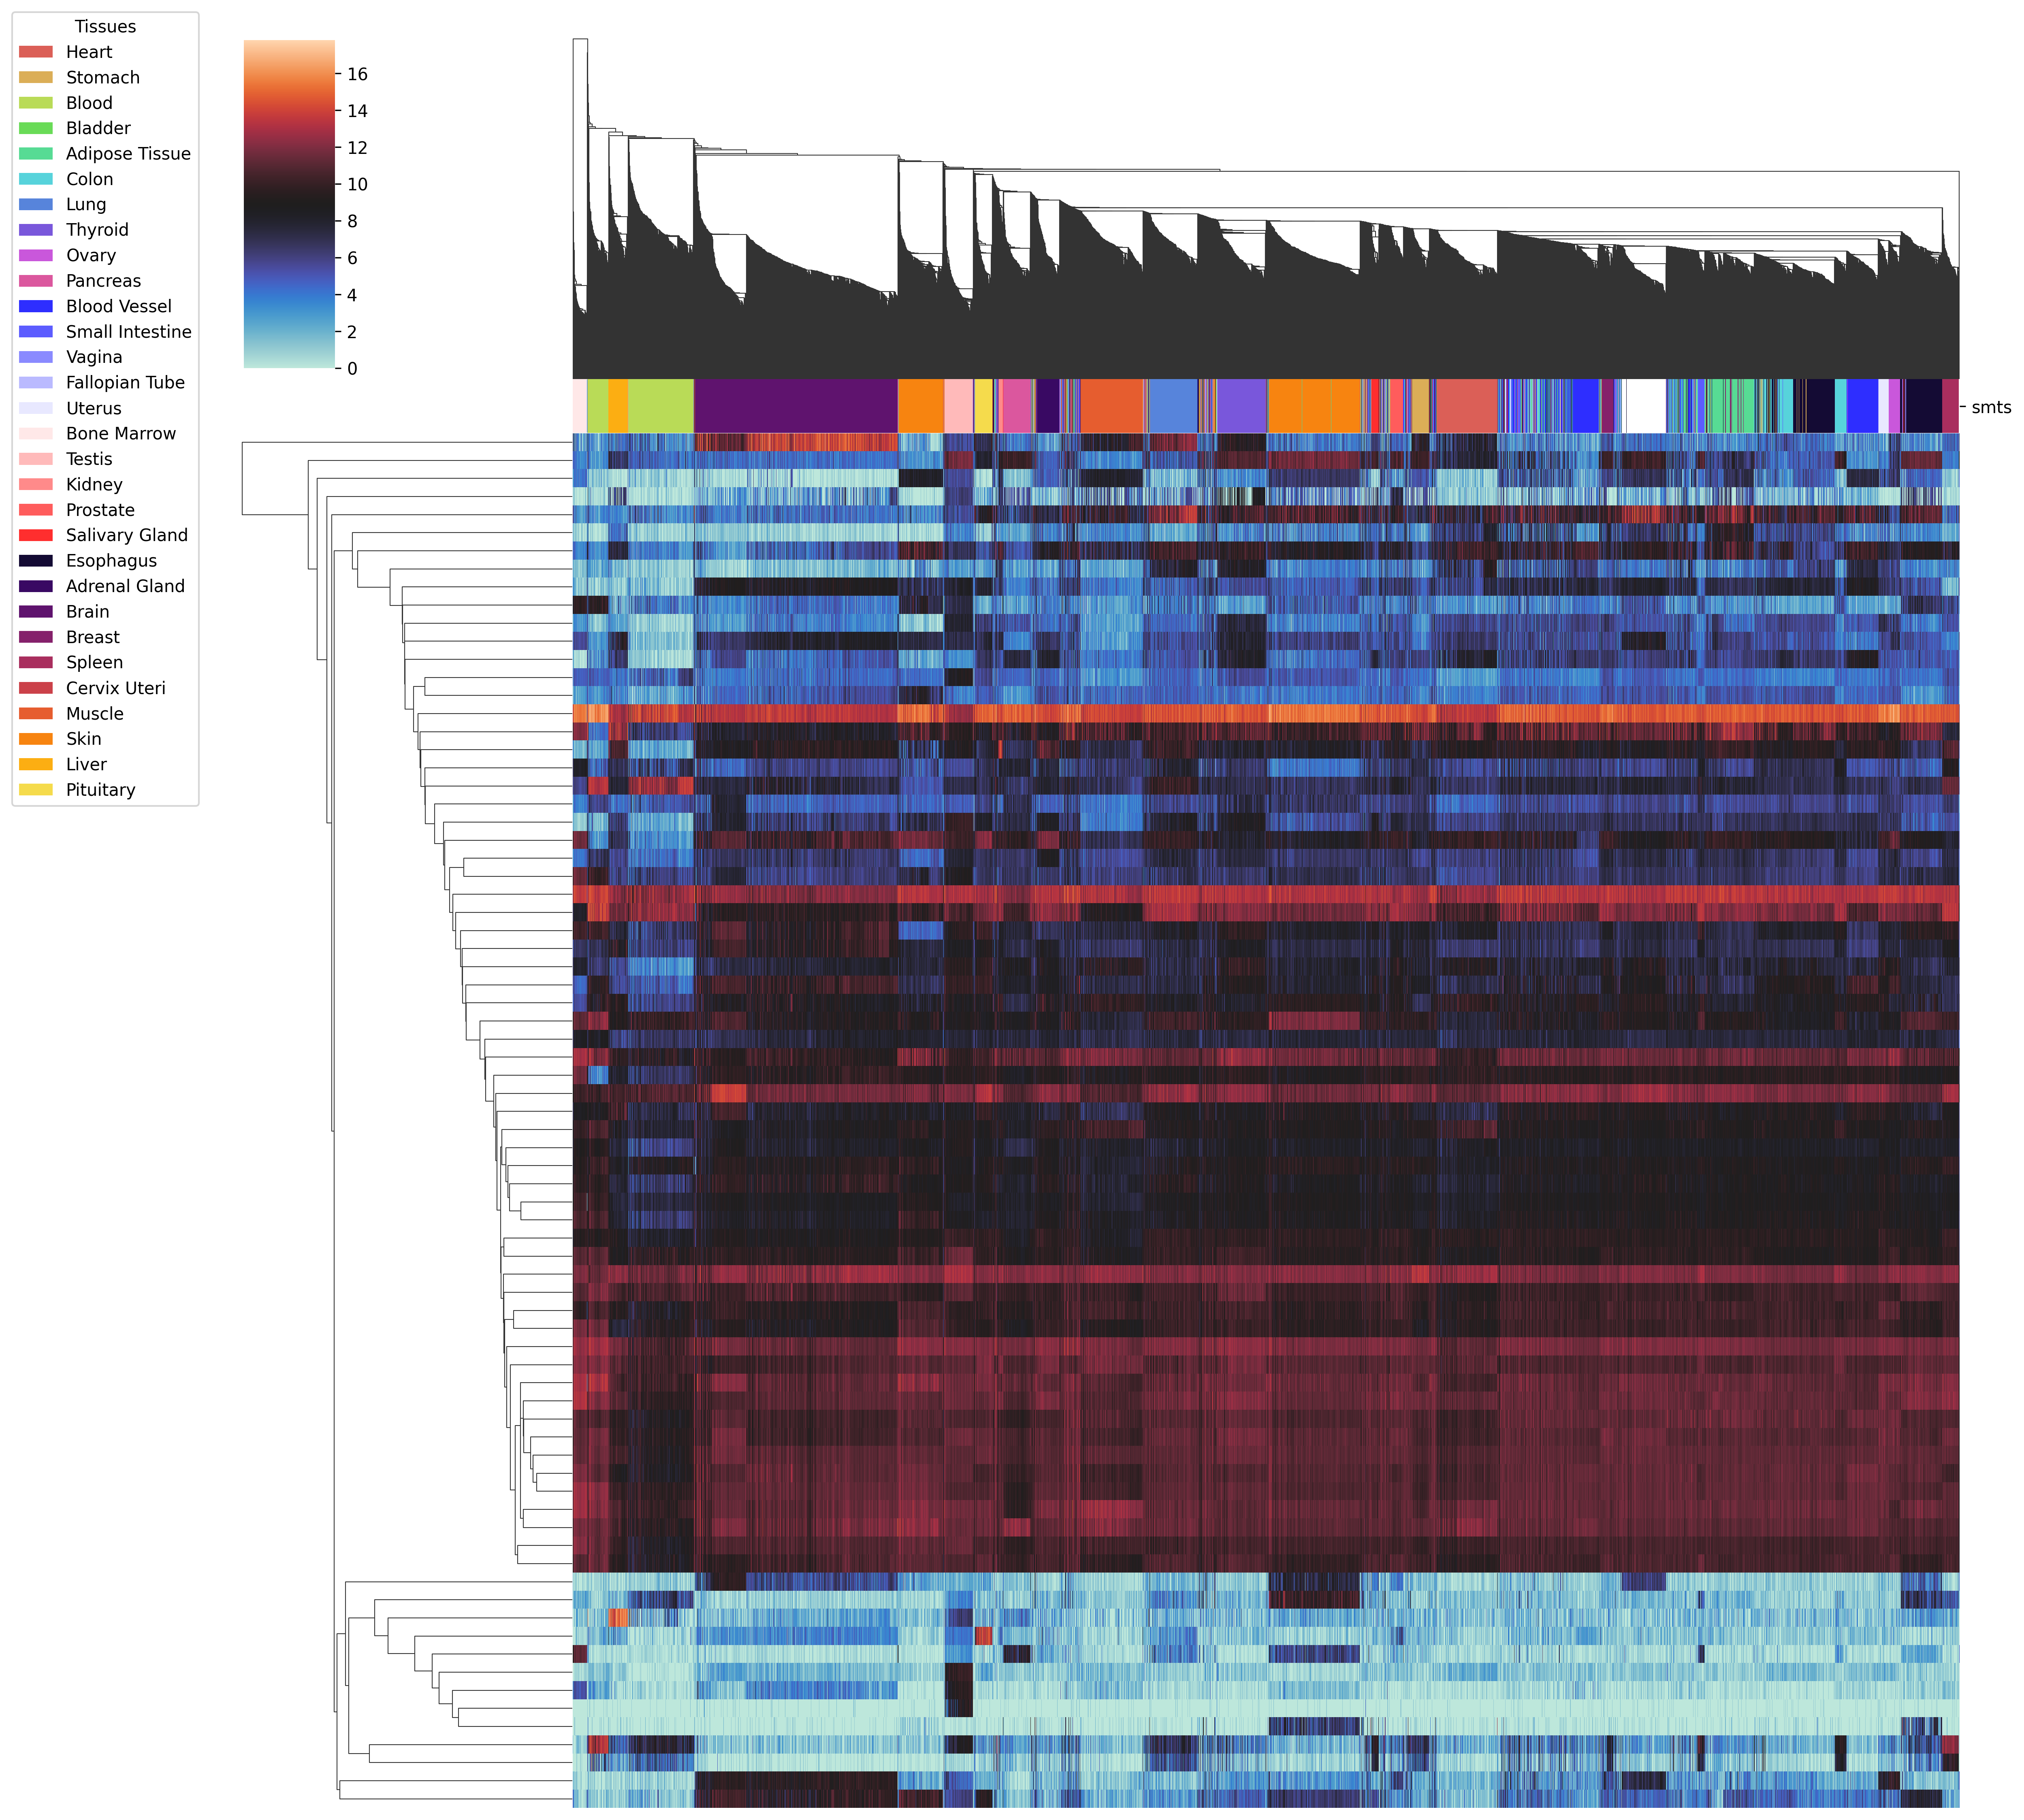 Tissues
Heart
Stomach
Blood
Bladder
Adipose Tissue
Colon
Lung
Thyroid
Ovary
Pancreas
Blood Vessel
Small Intestine
Vagina
Fallopian Tube
Uterus
Bone Marrow
Testis
Kidney
Prostate
Salivary Gland
Esophagus
Adrenal Gland
Brain
Breast
Spleen
Cervix Uteri
Muscle
Skin
Liver
Pituitary
16
14
12
10
8
6
4
2
0
smts